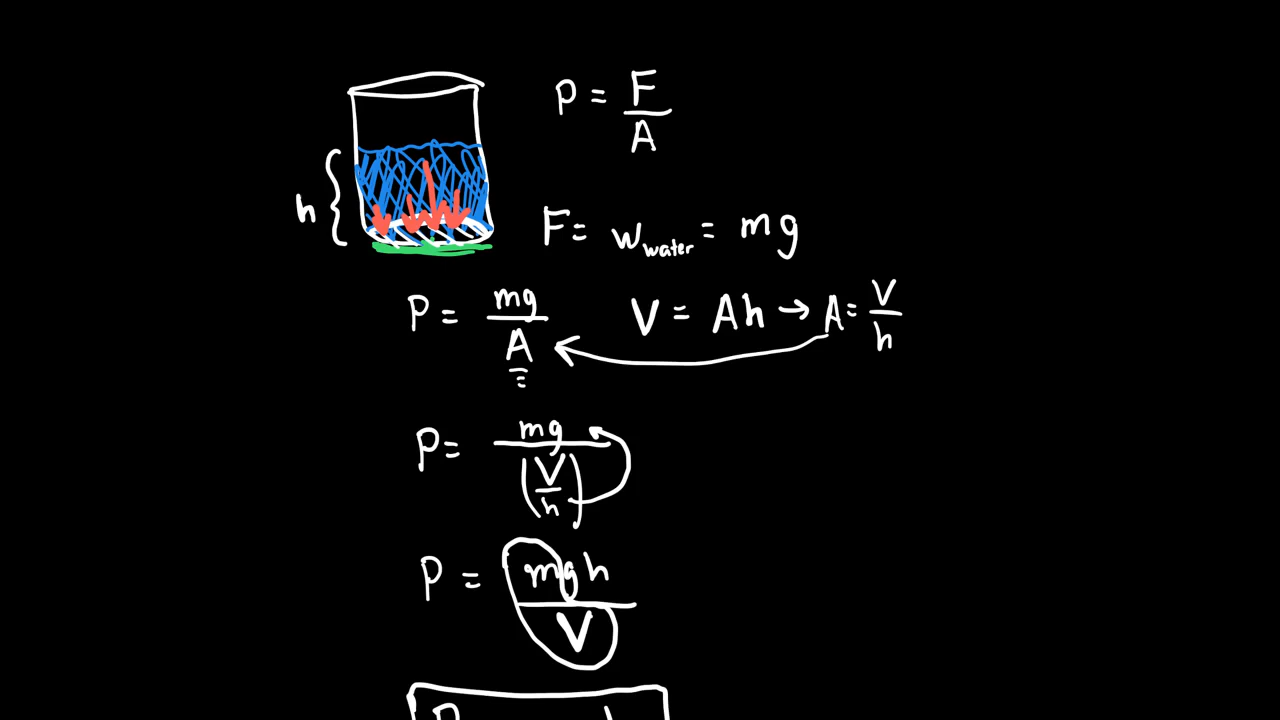 P = F/A
h
F = w_water = mg
P = mg/A V = Ah → A = V/h
P = mg/(V/h)
P = mgh/V
P h